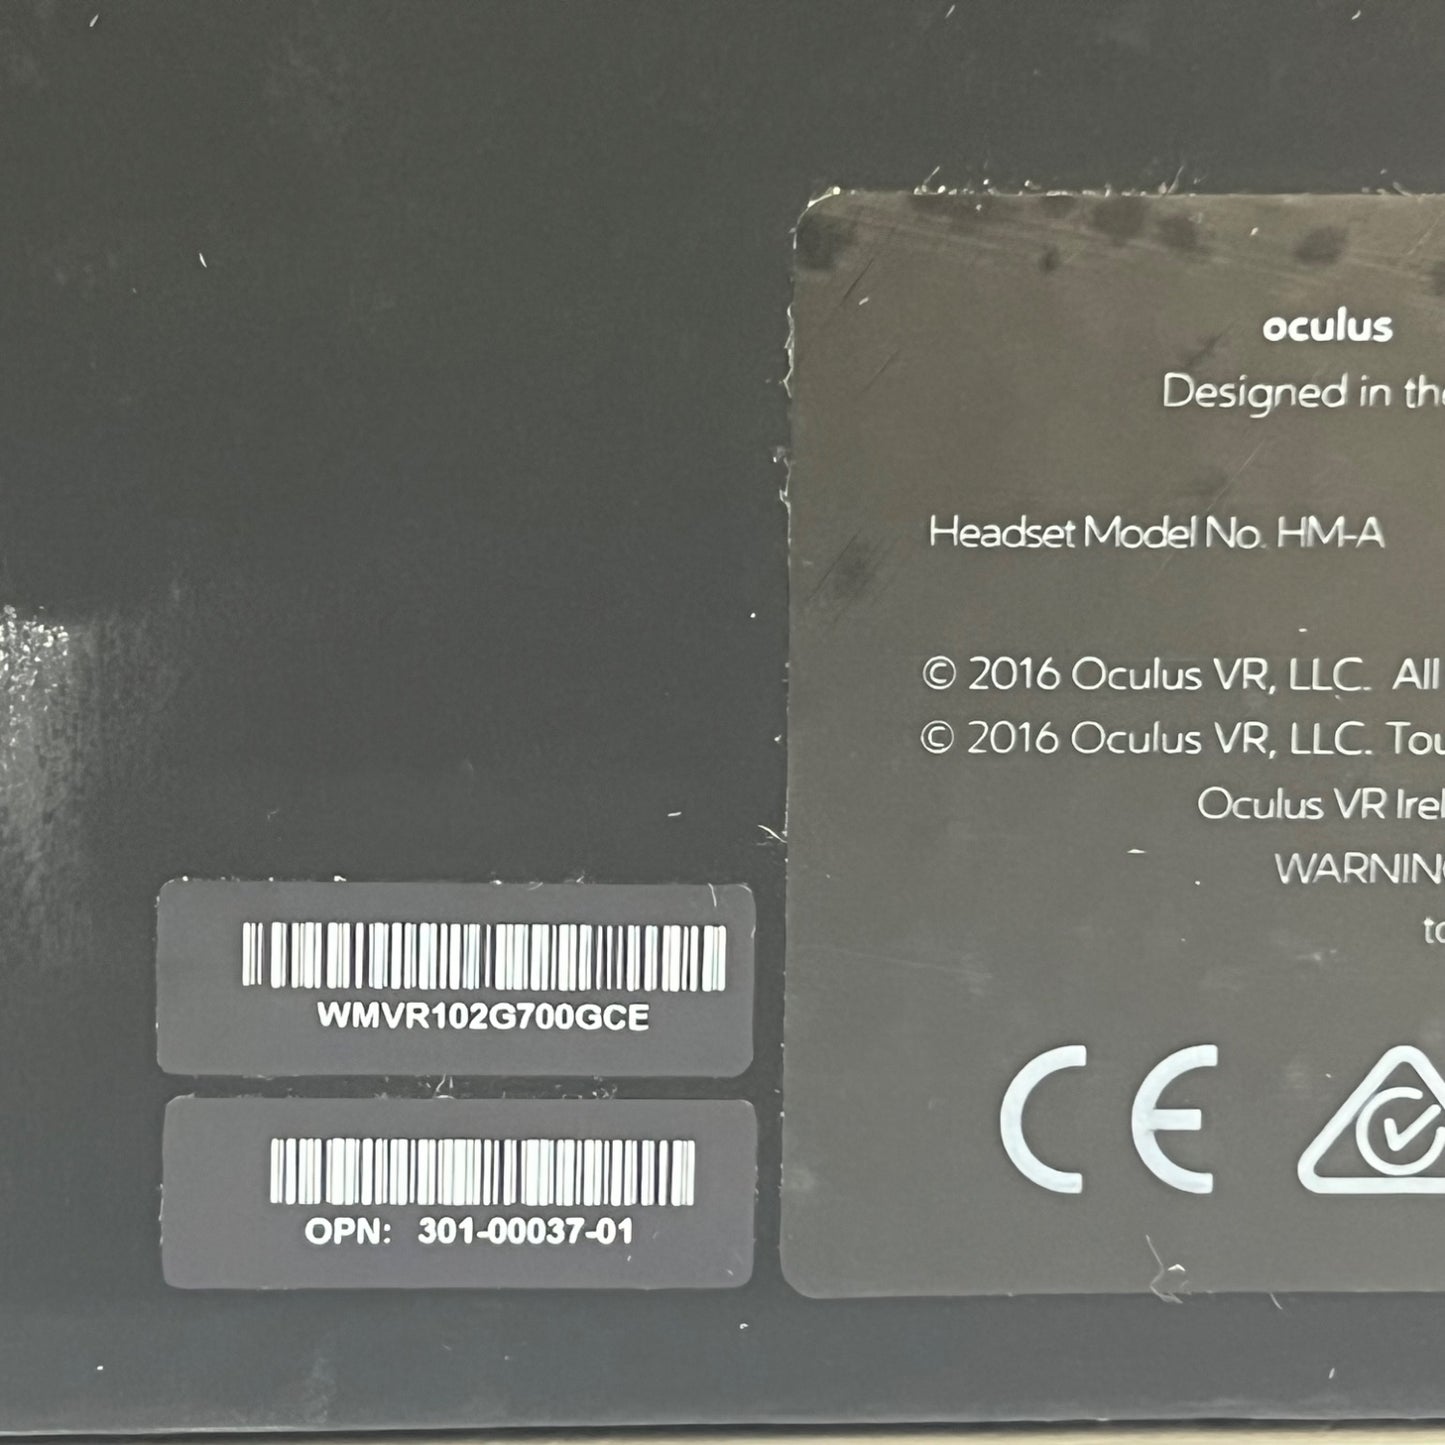 oculus
Designed in the
Headset Model No. HM-A
© 2016 Oculus VR, LLC. All
© 2016 Oculus VR, LLC. Tou
Oculus VR Irel
WARNING
to
CE
WMVR102G700GCE
OPN: 301-00037-01